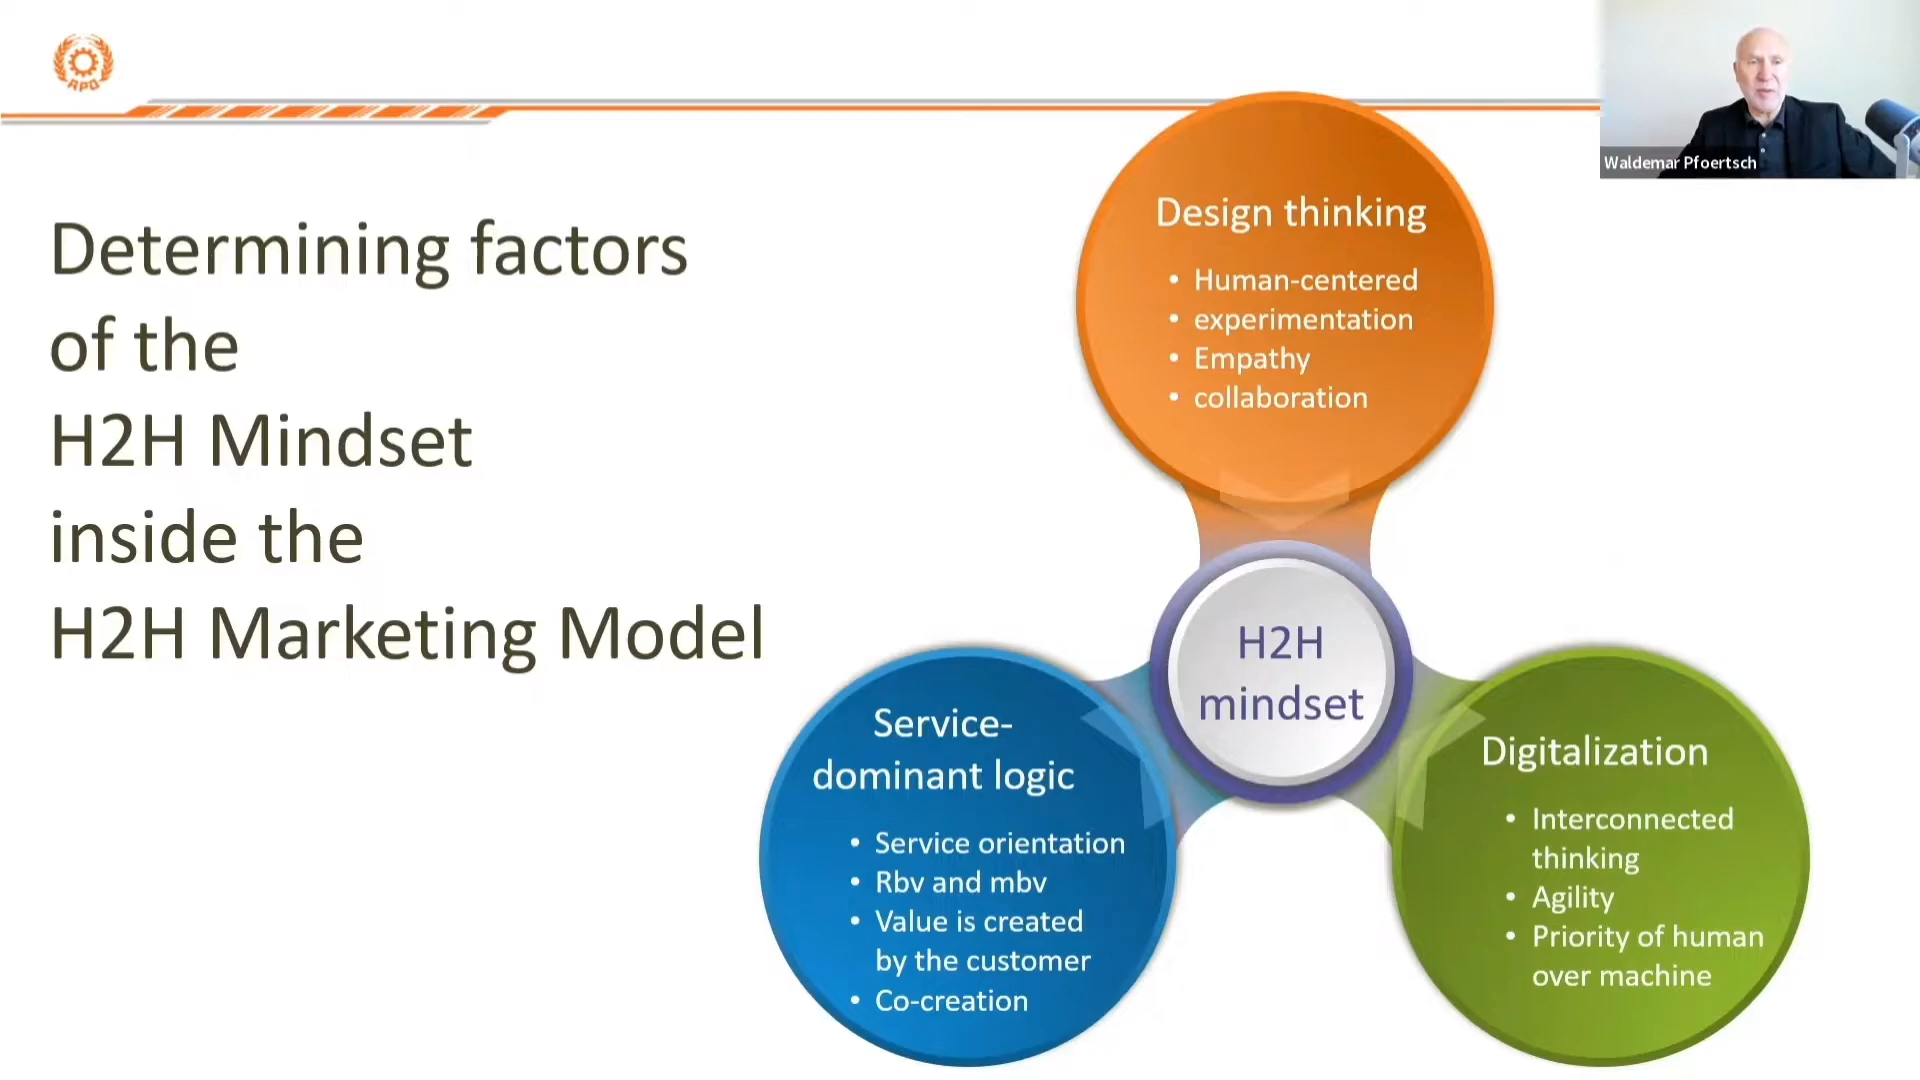 APO
Waldemar Pfoertsch
Determining factors
of the
H2H Mindset
inside the
H2H Marketing Model
Design thinking
• Human-centered
• experimentation
• Empathy
• collaboration
H2H
mindset
Service-
dominant logic
• Service orientation
• Rbv and mbv
• Value is created
by the customer
• Co-creation
Digitalization
• Interconnected
thinking
• Agility
• Priority of human
over machine